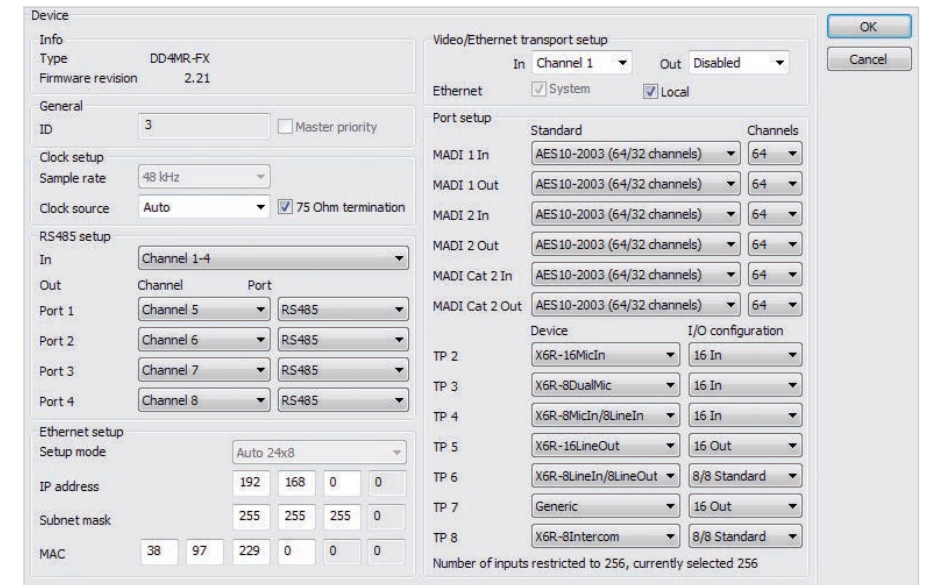 Device
Info
Type DD4MR-FX
Firmware revision 2.21
General
ID 3 Master priority
Clock setup
Sample rate 48 kHz
Clock source Auto 75 Ohm termination
RS485 setup
In Channel 1-4
Out Channel Port
Port 1 Channel 5 RS485
Port 2 Channel 6 RS485
Port 3 Channel 7 RS485
Port 4 Channel 8 RS485
Ethernet setup
Setup mode Auto 24x8
IP address 192 168 0 0
Subnet mask 255 255 255 0
MAC 38 97 229 0 0 0
Video/Ethernet transport setup
In Channel 1 Out Disabled
Ethernet System Local
Port setup
Standard Channels
MADI 1 In AES10-2003 (64/32 channels) 64
MADI 1 Out AES10-2003 (64/32 channels) 64
MADI 2 In AES10-2003 (64/32 channels) 64
MADI 2 Out AES10-2003 (64/32 channels) 64
MADI Cat 2 In AES10-2003 (64/32 channels) 64
MADI Cat 2 Out AES10-2003 (64/32 channels) 64
Device I/O configuration
TP 2 X6R-16MicIn 16 In
TP 3 X6R-8DualMic 16 In
TP 4 X6R-8MicIn/8LineIn 16 In
TP 5 X6R-16LineOut 16 Out
TP 6 X6R-8LineIn/8LineOut 8/8 Standard
TP 7 Generic 16 Out
TP 8 X6R-8Intercom 8/8 Standard
Number of inputs restricted to 256, currently selected 256
OK
Cancel